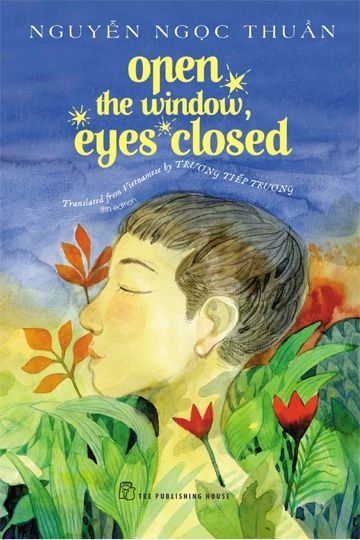 NGUYỄN NGỌC THUẦN
open
the window,
eyes closed
Translated from Vietnamese by TRƯƠNG TIẾP TRƯƠNG
8th edition
TRE PUBLISHING HOUSE